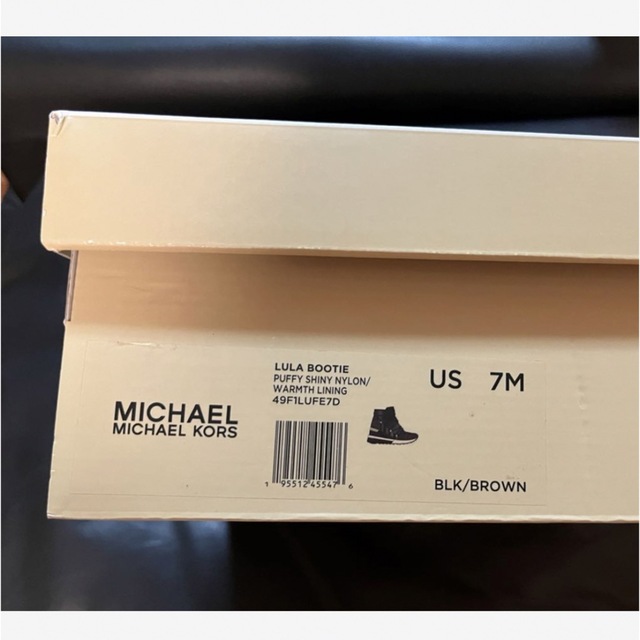 LULA BOOTIE
PUFFY SHINY NYLON/
WARMTH LINING
49F1LUFE7D
US 7M
MICHAEL
MICHAEL KORS
1 95512 45547 6
BLK/BROWN